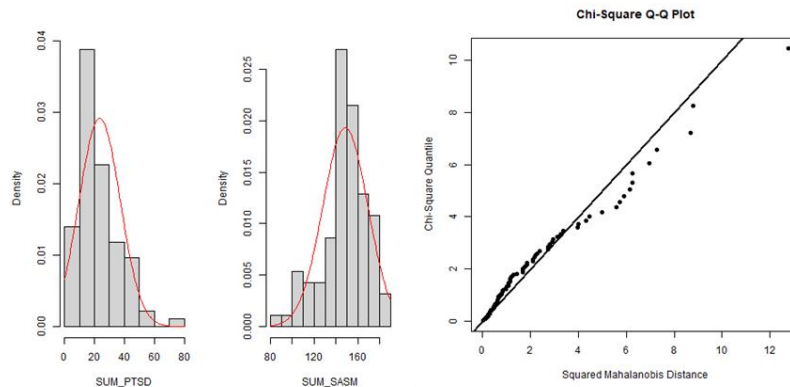 Density
0.00 0.01 0.02 0.03 0.04
0 20 40 60 80
SUM_PTSD
Density
0.000 0.005 0.010 0.015 0.020 0.025
80 120 160
SUM_SASM
Chi-Square Q-Q Plot
Chi-Square Quantile
0 2 4 6 8 10
0 2 4 6 8 10 12
Squared Mahalanobis Distance